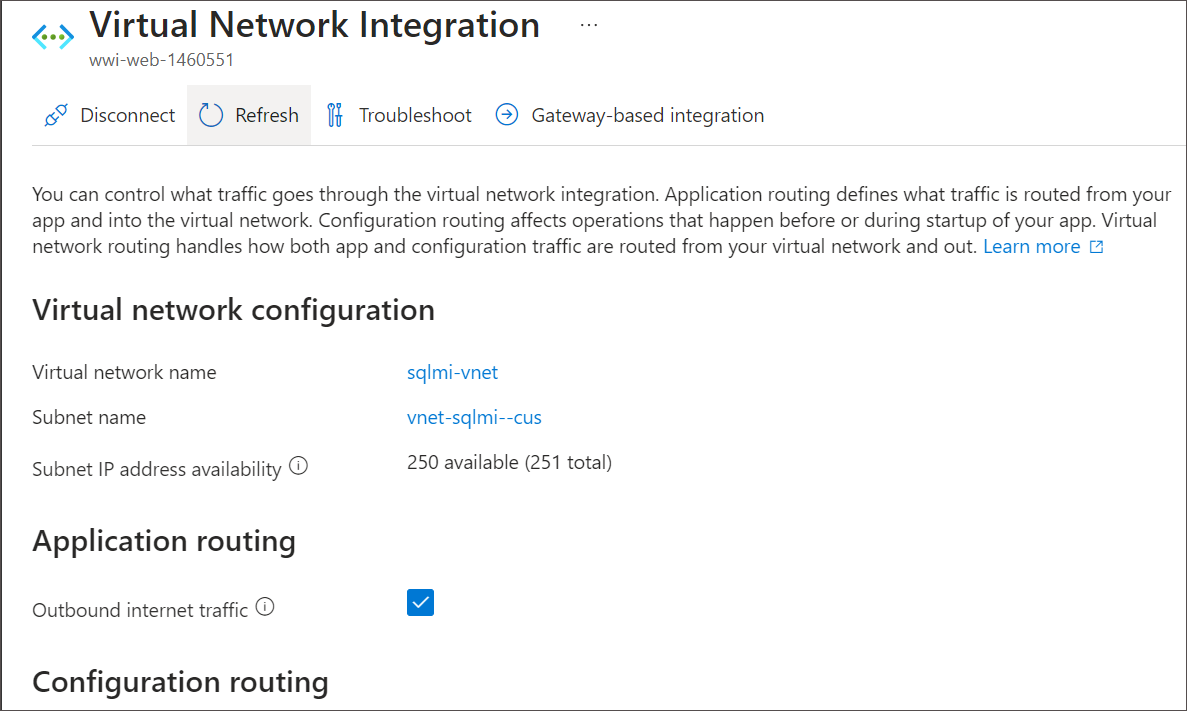 Virtual Network Integration ...
wwi-web-1460551
Disconnect Refresh Troubleshoot Gateway-based integration
You can control what traffic goes through the virtual network integration. Application routing defines what traffic is routed from your
app and into the virtual network. Configuration routing affects operations that happen before or during startup of your app. Virtual
network routing handles how both app and configuration traffic are routed from your virtual network and out. Learn more
Virtual network configuration
Virtual network name sqlmi-vnet
Subnet name vnet-sqlmi--cus
Subnet IP address availability 250 available (251 total)
Application routing
Outbound internet traffic
Configuration routing